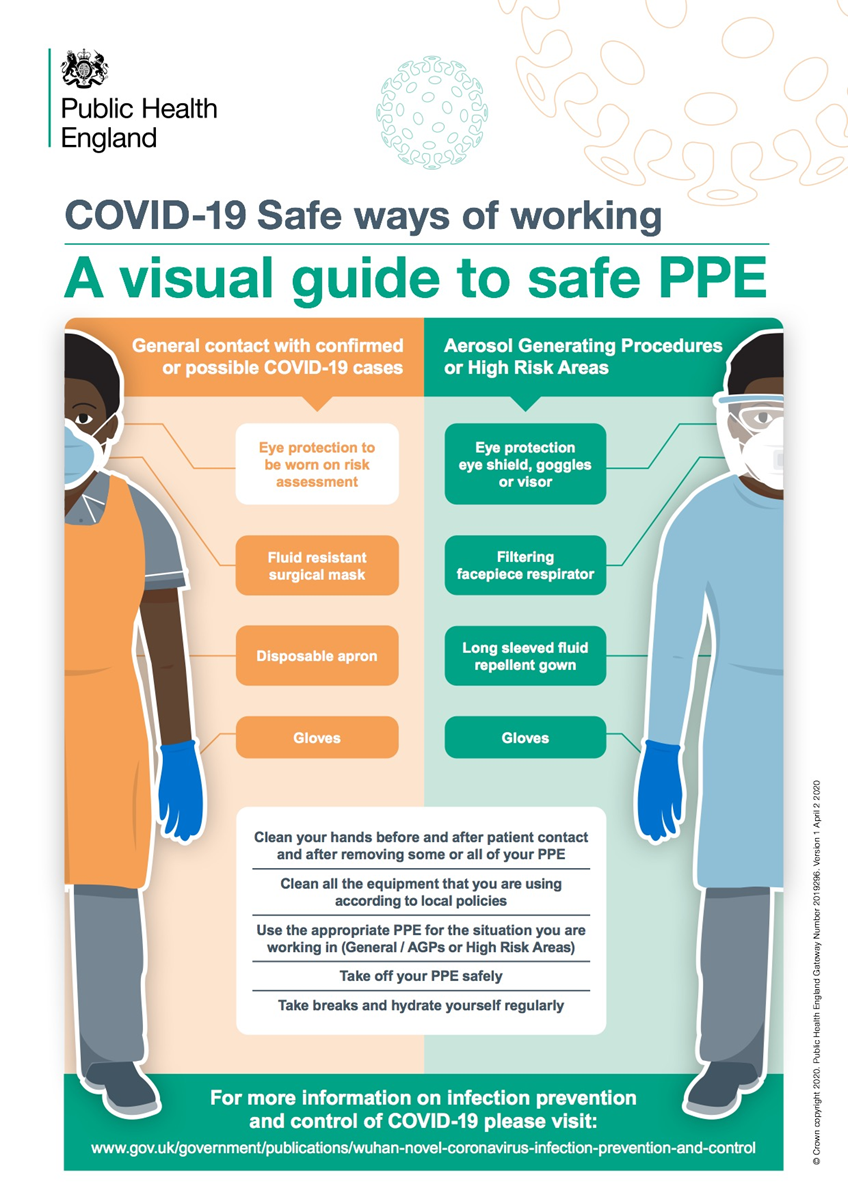 Public Health
England
COVID-19 Safe ways of working
A visual guide to safe PPE
General contact with confirmed
or possible COVID-19 cases
Eye protection to
be worn on risk
assessment
Fluid resistant
surgical mask
Disposable apron
Gloves
Aerosol Generating Procedures
or High Risk Areas
Eye protection
eye shield, goggles
or visor
Filtering
facepiece respirator
Long sleeved fluid
repellent gown
Gloves
Clean your hands before and after patient contact
and after removing some or all of your PPE
Clean all the equipment that you are using
according to local policies
Use the appropriate PPE for the situation you are
working in (General / AGPs or High Risk Areas)
Take off your PPE safely
Take breaks and hydrate yourself regularly
For more information on infection prevention
and control of COVID-19 please visit:
www.gov.uk/government/publications/wuhan-novel-coronavirus-infection-prevention-and-control
© Crown copyright 2020. Public Health England Gateway Number 2019296. Version 1 April 2 2020